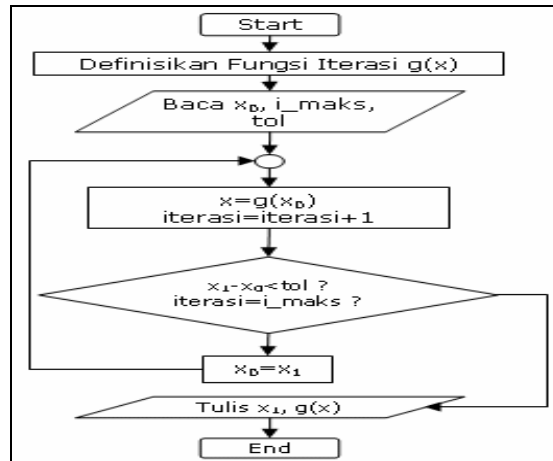 Start
Definisikan Fungsi Iterasi g(x)
Baca x₀, i_maks,
tol
x=g(x₀)
iterasi=iterasi+1
x₁-x₀<tol ?
iterasi=i_maks ?
x₀=x₁
Tulis x₁, g(x)
End